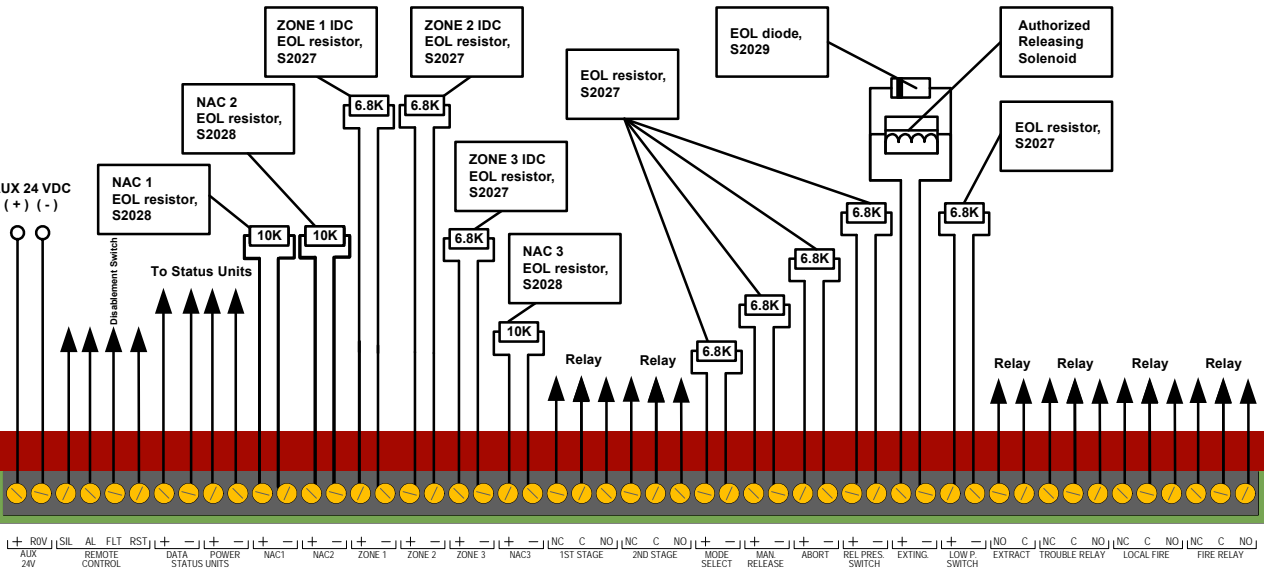 ZONE 1 IDC
EOL resistor,
S2027
ZONE 2 IDC
EOL resistor,
S2027
EOL diode,
S2029
Authorized
Releasing
Solenoid
EOL resistor,
S2027
NAC 2
EOL resistor,
S2028
6.8K
6.8K
EOL resistor,
S2027
ZONE 3 IDC
EOL resistor,
S2027
NAC 1
EOL resistor,
S2028
UX 24 VDC
( + ) ( - )
10K
10K
6.8K
6.8K
6.8K
NAC 3
EOL resistor,
S2028
6.8K
Disablement Switch
To Status Units
6.8K
10K
6.8K
Relay
Relay
Relay
Relay
Relay
Relay
+ R0V SIL AL FLT RST + − + − + − + − + − + − + − + − NC C NO NC C NO + − + − + − + − + − + − NO C NC C NO NC C NO NC C NO
AUX
24V
REMOTE
CONTROL
DATA
POWER
STATUS UNITS
NAC1
NAC2
ZONE 1
ZONE 2
ZONE 3
NAC3
1ST STAGE
2ND STAGE
MODE
SELECT
MAN.
RELEASE
ABORT
REL PRES.
SWITCH
EXTING.
LOW P.
SWITCH
EXTRACT
TROUBLE RELAY
LOCAL FIRE
FIRE RELAY